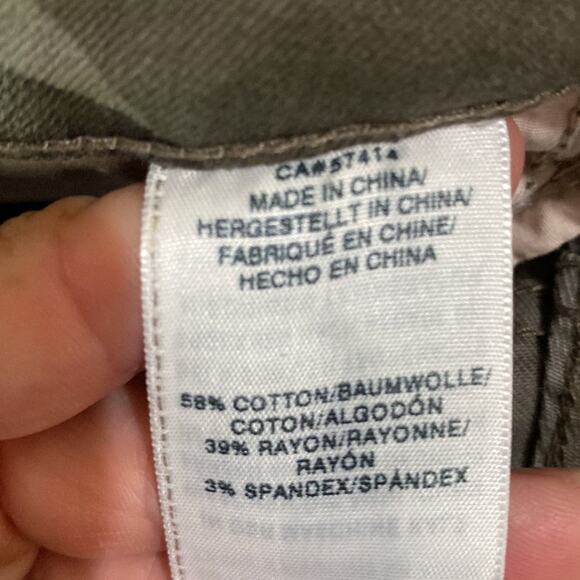 CA#57414
MADE IN CHINA/
HERGESTELLT IN CHINA/
FABRIQUÉ EN CHINE/
HECHO EN CHINA
58% COTTON/BAUMWOLLE/
COTON/ALGODÓN
39% RAYON/RAYONNE/
RAYÓN
3% SPANDEX/SPÁNDEX